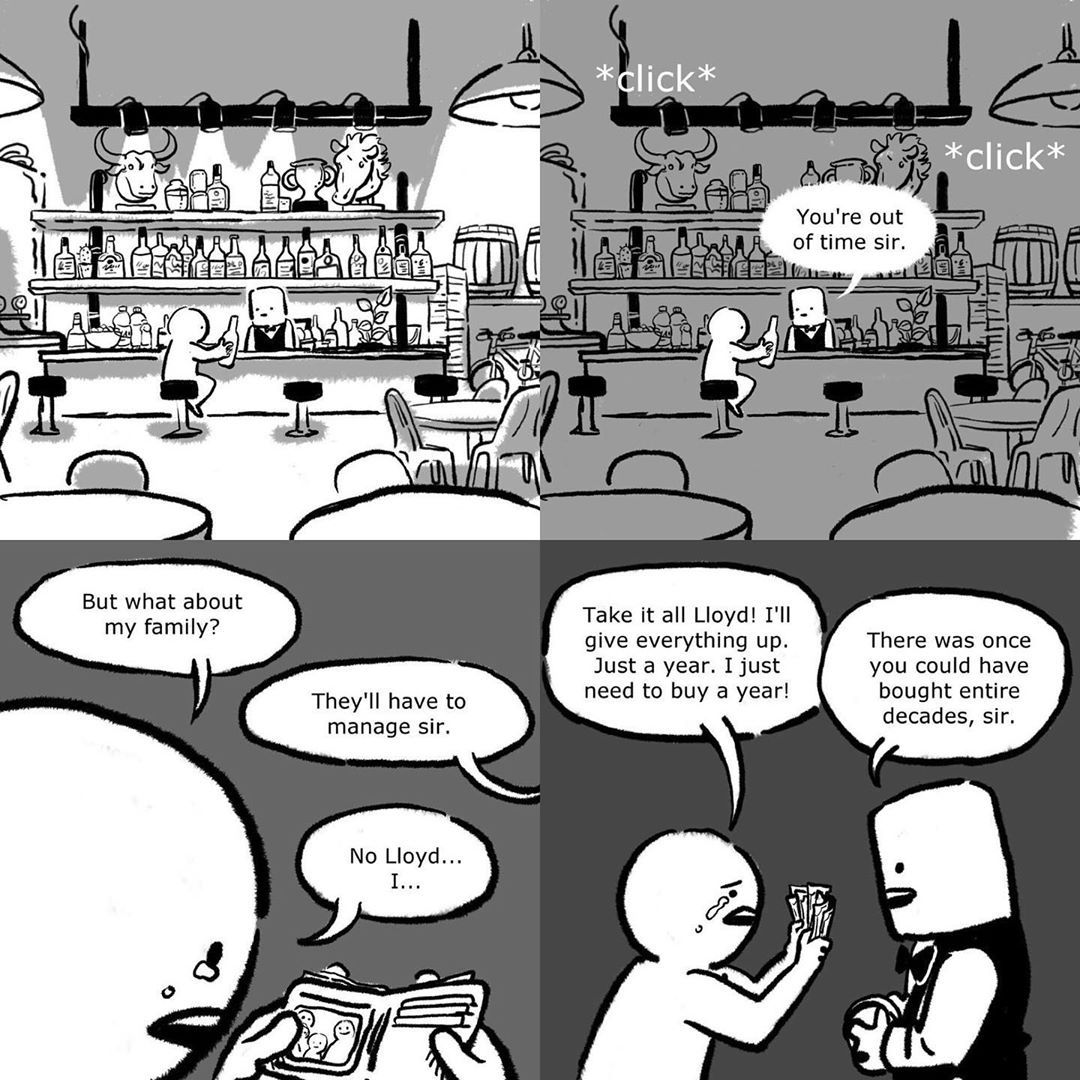 *click*
*click*
You're out
of time sir.
But what about
my family?
They'll have to
manage sir.
No Lloyd...
I...
Take it all Lloyd! I'll
give everything up.
Just a year. I just
need to buy a year!
There was once
you could have
bought entire
decades, sir.